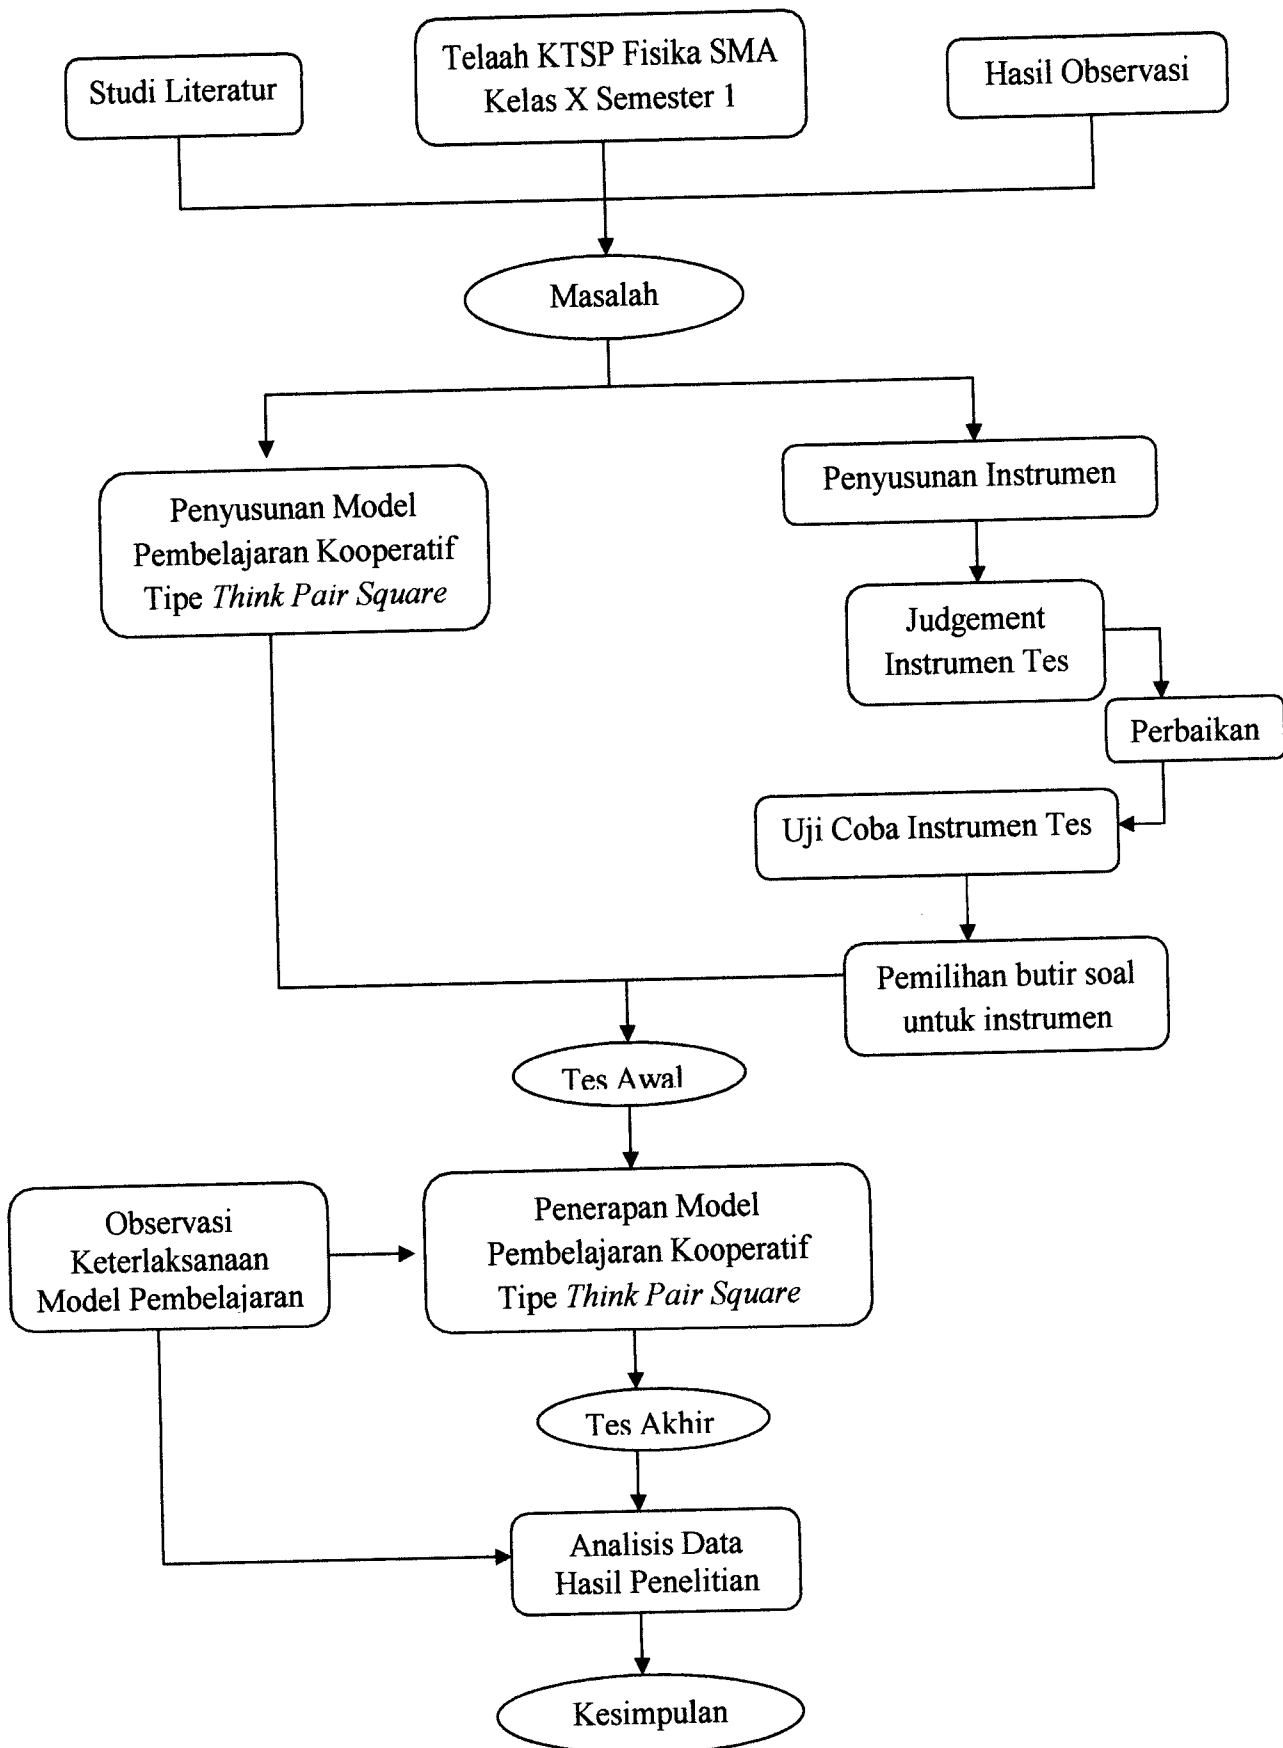 Studi Literatur
Telaah KTSP Fisika SMA
Kelas X Semester 1
Hasil Observasi
Masalah
Penyusunan Model
Pembelajaran Kooperatif
Tipe Think Pair Square
Penyusunan Instrumen
Judgement
Instrumen Tes
Perbaikan
Uji Coba Instrumen Tes
Pemilihan butir soal
untuk instrumen
Tes Awal
Observasi
Keterlaksanaan
Model Pembelajaran
Penerapan Model
Pembelajaran Kooperatif
Tipe Think Pair Square
Tes Akhir
Analisis Data
Hasil Penelitian
Kesimpulan